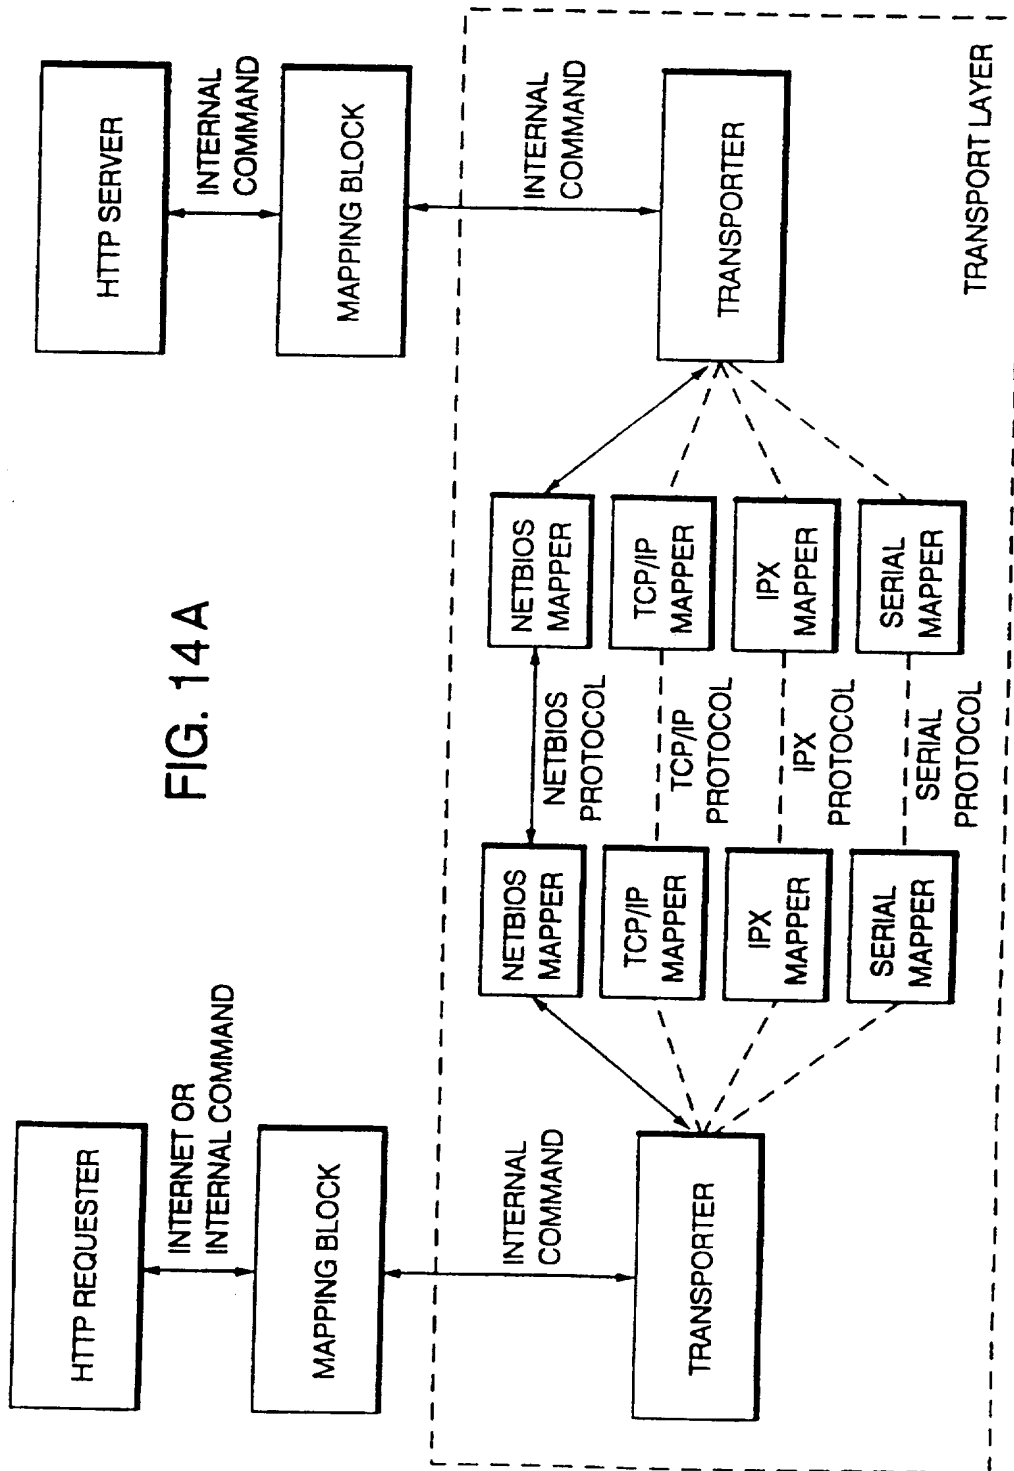 FIG. 14 A
HTTP REQUESTER
INTERNET OR
INTERNAL COMMAND
MAPPING BLOCK
INTERNAL
COMMAND
TRANSPORTER
HTTP SERVER
INTERNAL
COMMAND
MAPPING BLOCK
INTERNAL
COMMAND
TRANSPORTER
NETBIOS
MAPPER
NETBIOS
PROTOCOL
NETBIOS
MAPPER
TCP/IP
MAPPER
TCP/IP
PROTOCOL
TCP/IP
MAPPER
IPX
MAPPER
IPX
PROTOCOL
IPX
MAPPER
SERIAL
MAPPER
SERIAL
PROTOCOL
SERIAL
MAPPER
TRANSPORT LAYER